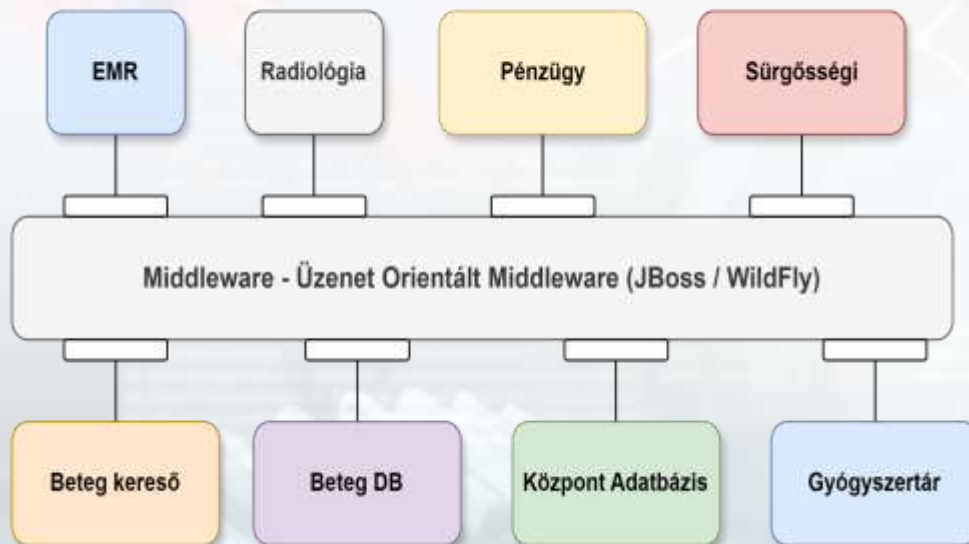 EMR
Radiológia
Pénzügy
Sürgősségi
Middleware - Üzenet Orientált Middleware (JBoss / WildFly)
Beteg kereső
Beteg DB
Központ Adatbázis
Gyógyszertár